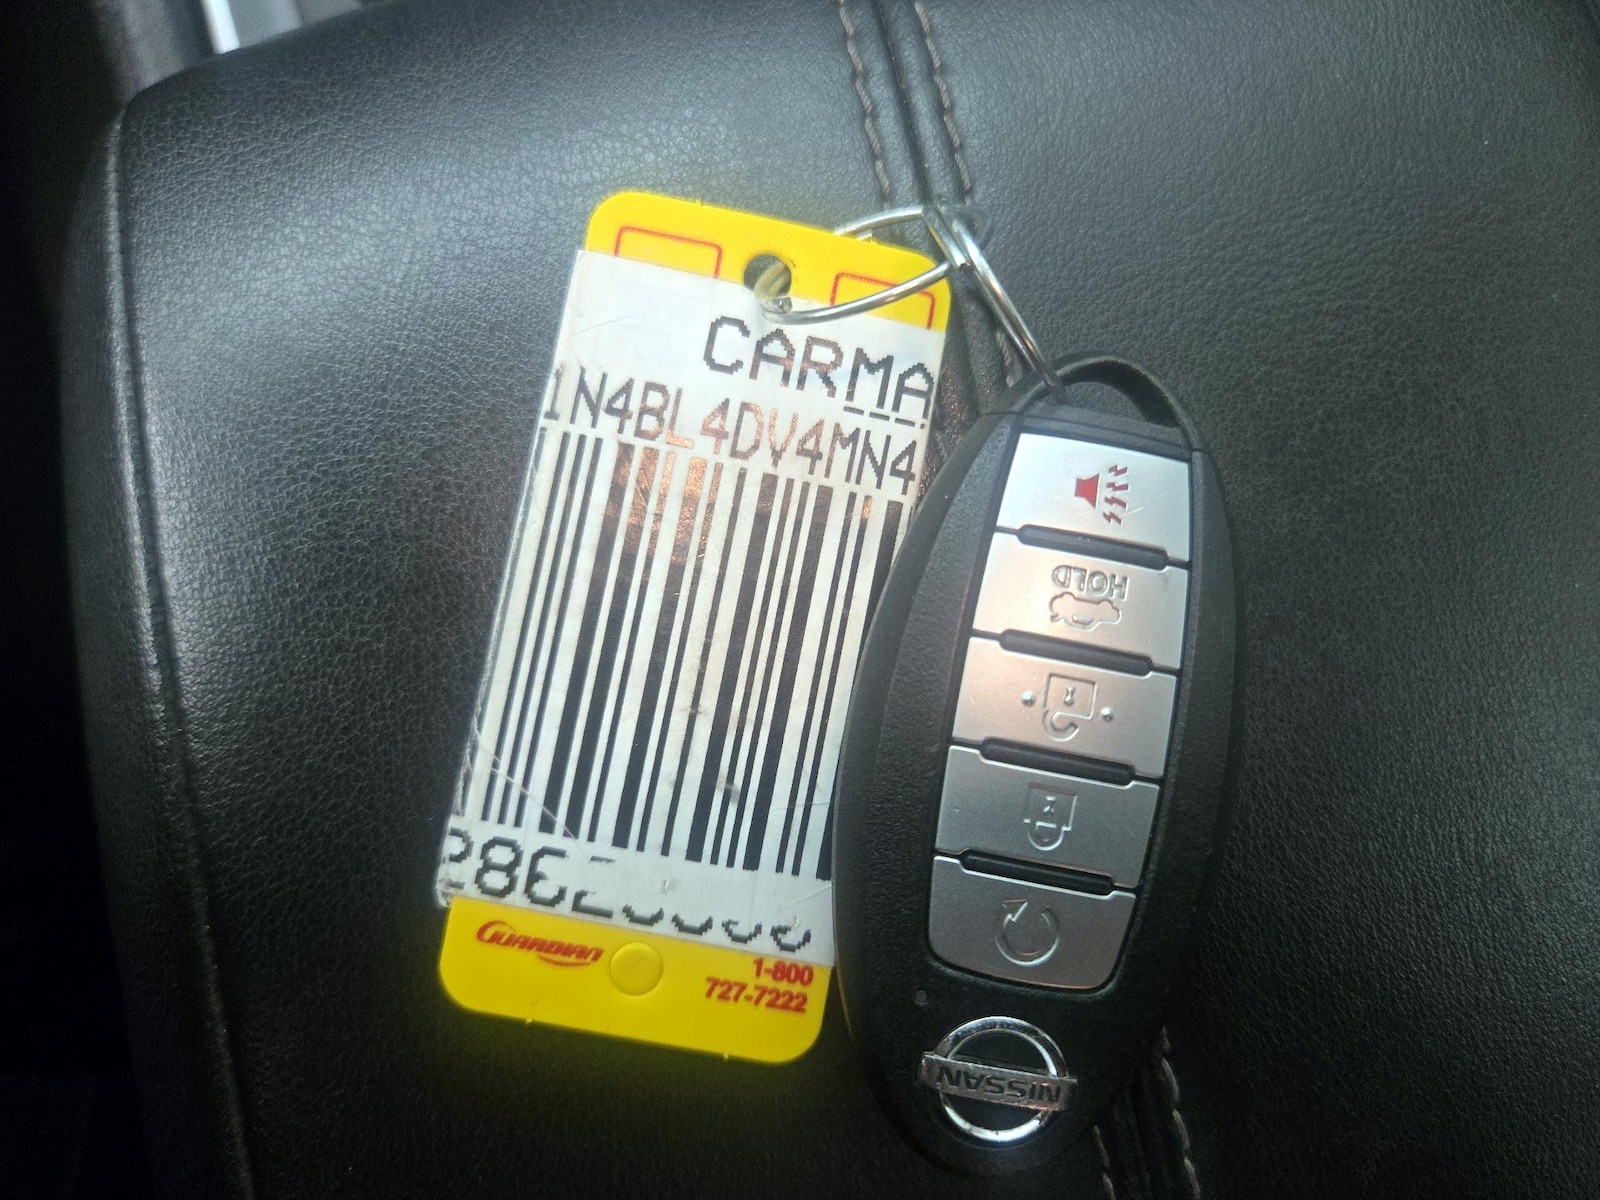 CARMA
1N4BL4DV4MN4
GUARDIAN
1-800
727-7222
HOLD
NISSAN